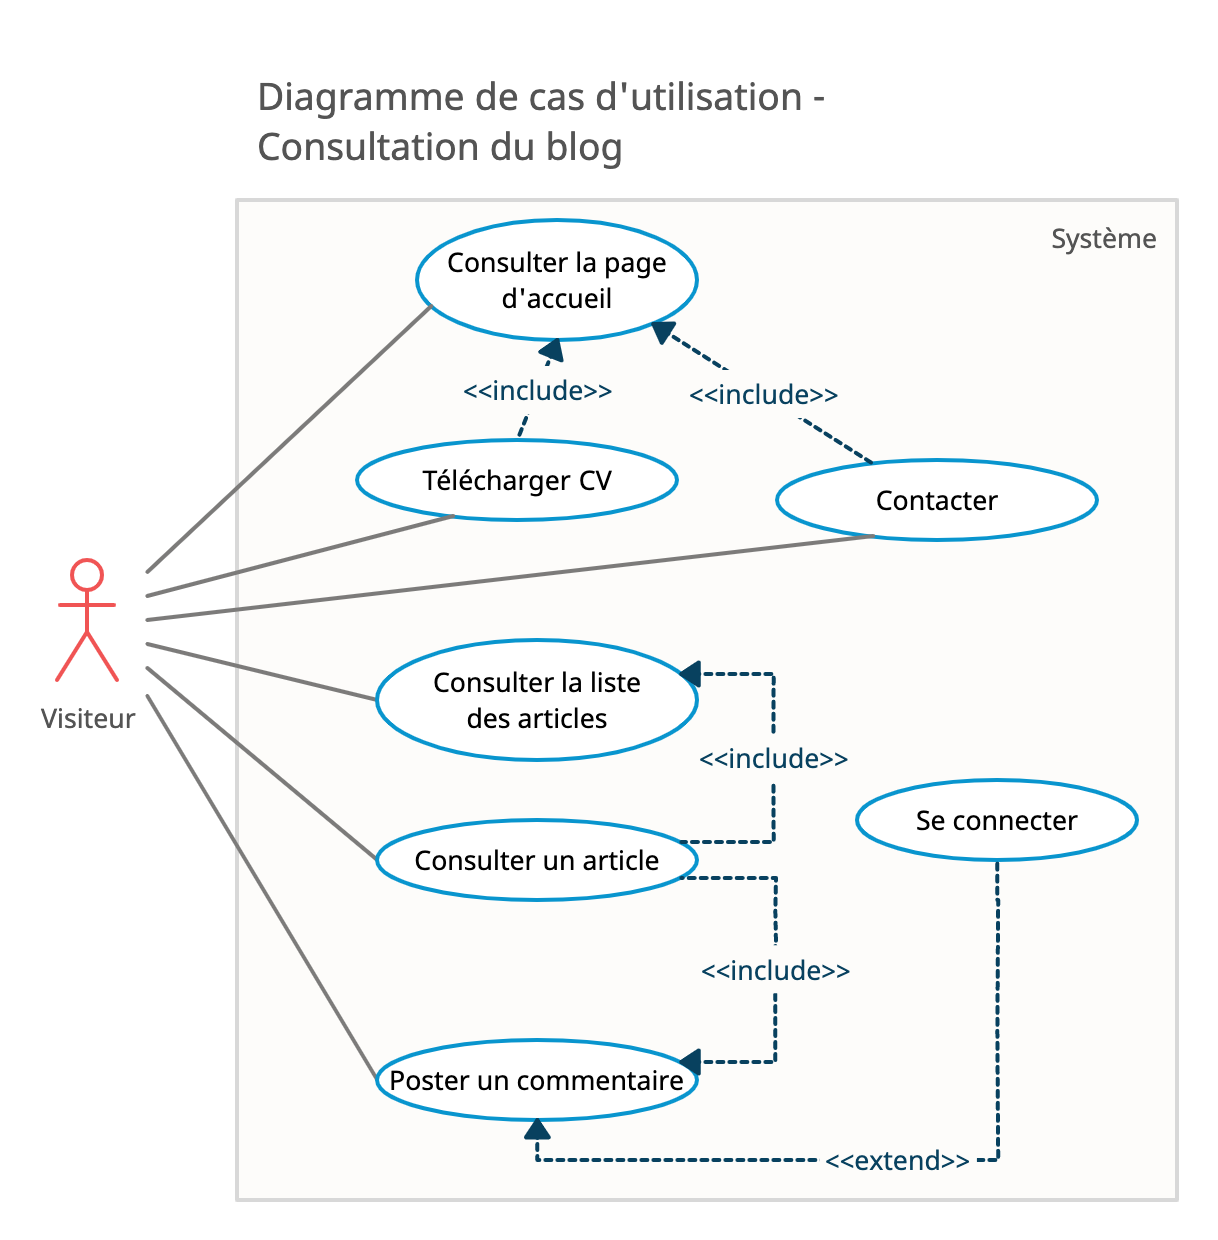 Diagramme de cas d'utilisation -
Consultation du blog
Système
Consulter la page
d'accueil
<<include>>
<<include>>
Télécharger CV
Contacter
Visiteur
Consulter la liste
des articles
<<include>>
Se connecter
Consulter un article
<<include>>
Poster un commentaire
<<extend>>